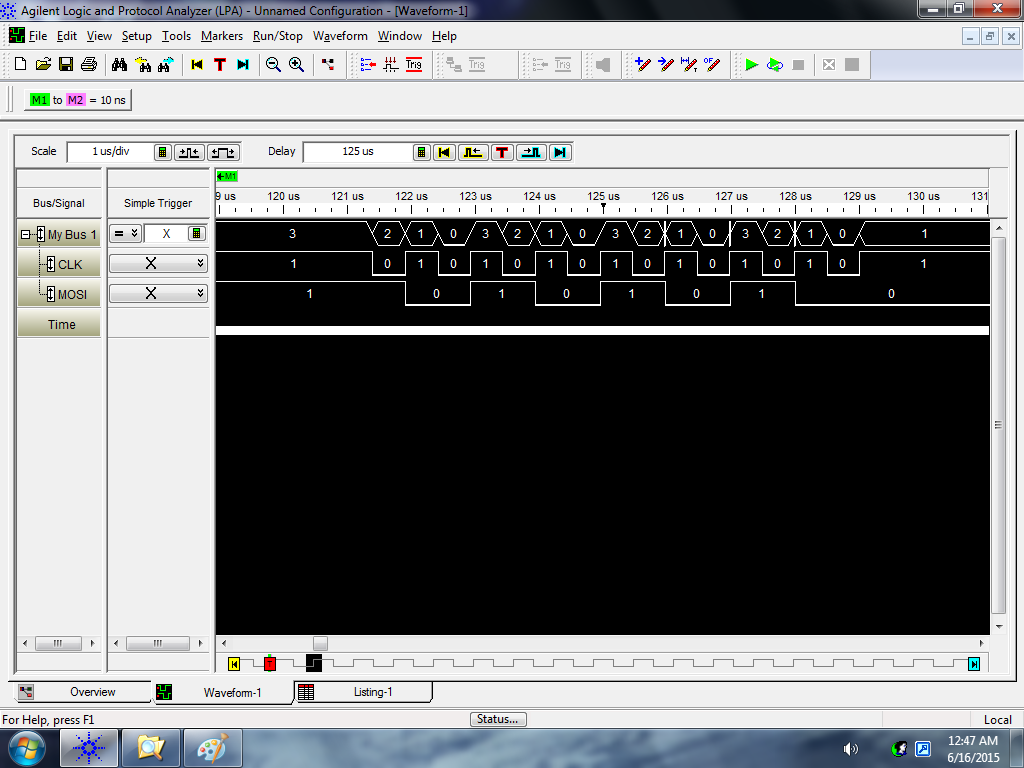 Agilent Logic and Protocol Analyzer (LPA) - Unnamed Configuration - [Waveform-1]
File Edit View Setup Tools Markers Run/Stop Waveform Window Help
T Trig Trig Trig
M1 to M2 = 10 ns
Scale 1 us/div Delay 125 us T
M1
Bus/Signal Simple Trigger 9 us 120 us 121 us 122 us 123 us 124 us 125 us 126 us 127 us 128 us 129 us 130 us 131
My Bus 1 = X 3 2 1 0 3 2 1 0 3 2 1 0 3 2 1 0 1
CLK X 1 0 1 0 1 0 1 0 1 0 1 0 1 0 1 0 1
MOSI X 1 0 1 0 1 0 1 0
Time
Overview Waveform-1 Listing-1
For Help, press F1 Status... Local
12:47 AM
6/16/2015